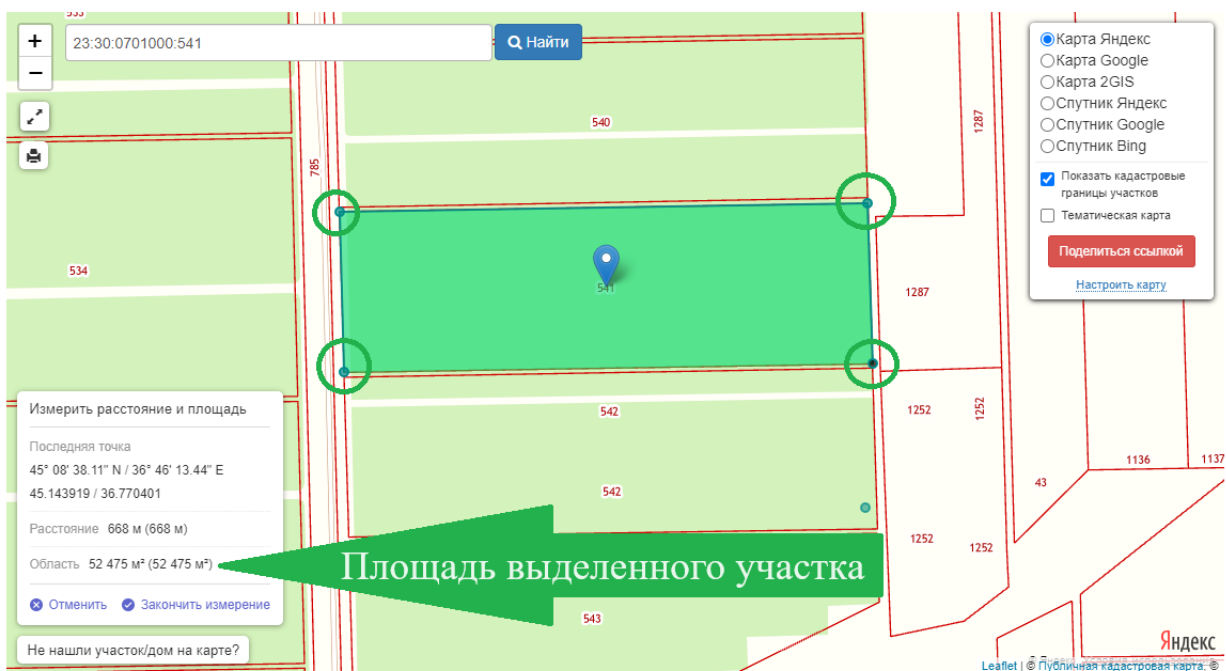 533
+
23:30:0701000:541
Найти
−
Карта Яндекс
Карта Google
Карта 2GIS
Спутник Яндекс
Спутник Google
Спутник Bing
Показать кадастровые
границы участков
Тематическая карта
Поделиться ссылкой
Настроить карту
540
1287
785
534
541
1287
542
1252
1252
542
1136
1137
43
1252
1252
543
Измерить расстояние и площадь
Последняя точка
45° 08' 38.11" N / 36° 46' 13.44" E
45.143919 / 36.770401
Расстояние 668 м (668 м)
Область 52 475 м² (52 475 м²)
Отменить Закончить измерение
Площадь выделенного участка
Не нашли участок/дом на карте?
Яндекс
Leaflet | © Публичная кадастровая карта, ©